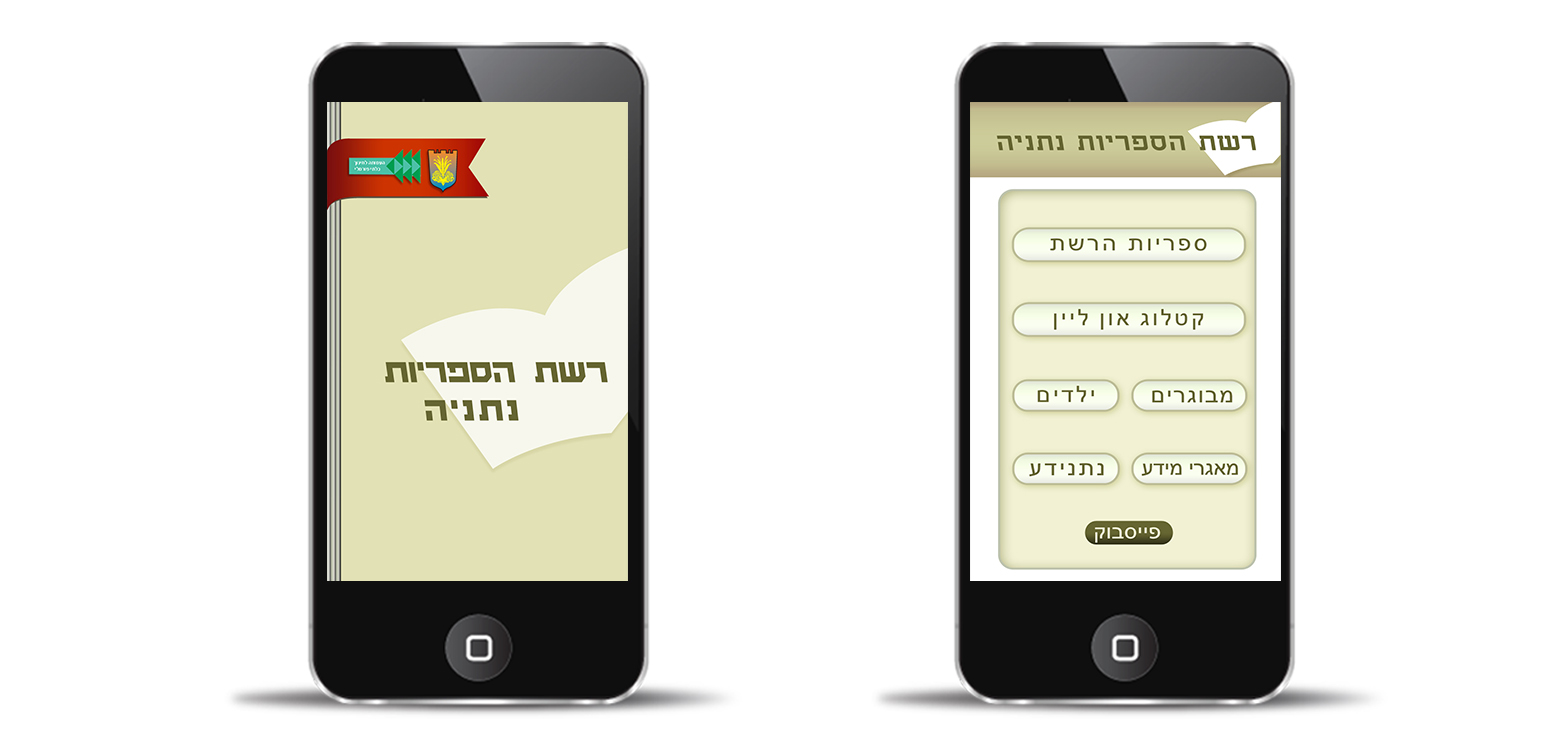 רשת הספריות
נתניה
רשת הספריות נתניה
ספריות הרשת
קטלוג און ליין
מבוגרים
ילדים
מאגרי מידע
נתנידע
פייסבוק